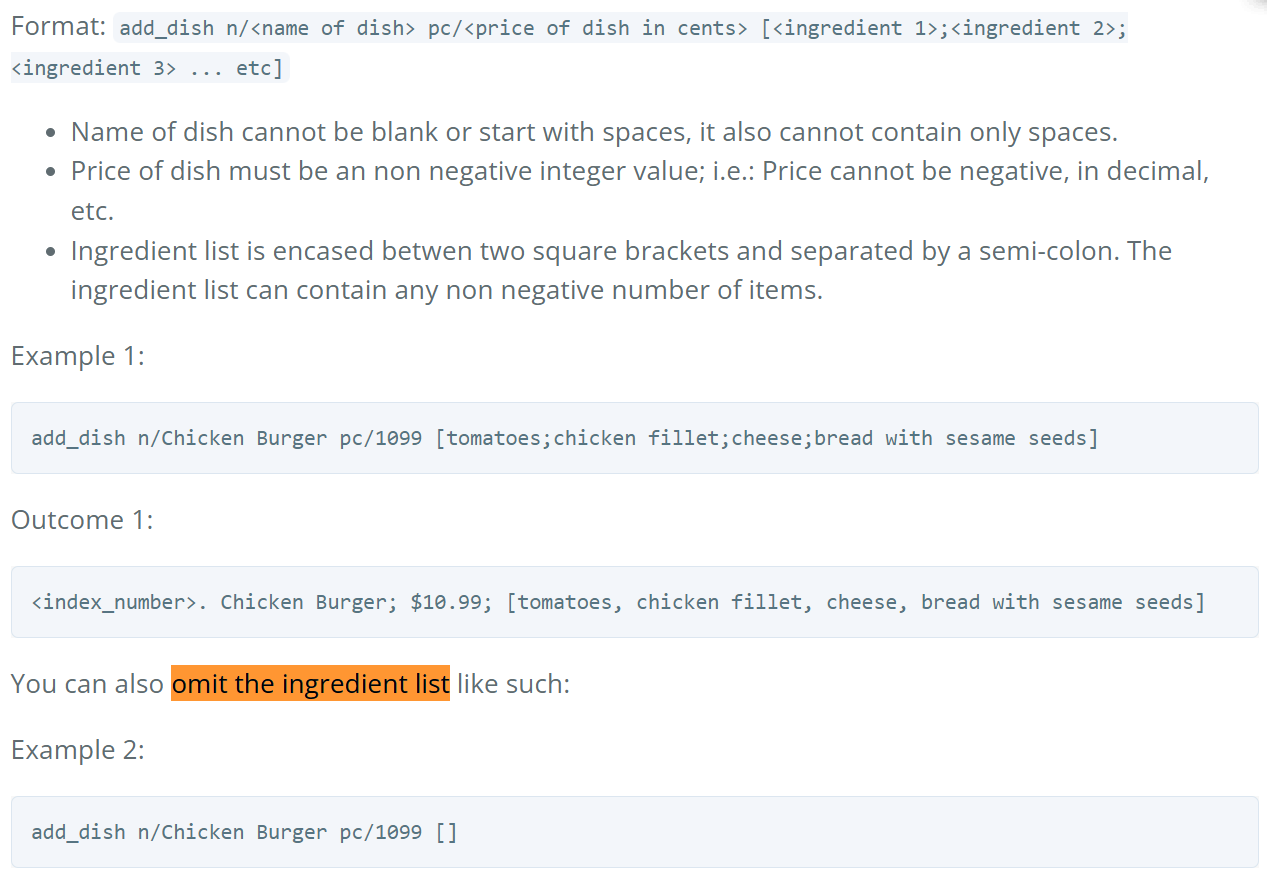 Format: add_dish n/<name of dish> pc/<price of dish in cents> [<ingredient 1>;<ingredient 2>;
<ingredient 3> ... etc]
• Name of dish cannot be blank or start with spaces, it also cannot contain only spaces.
• Price of dish must be an non negative integer value; i.e.: Price cannot be negative, in decimal,
etc.
• Ingredient list is encased betwen two square brackets and separated by a semi-colon. The
ingredient list can contain any non negative number of items.
Example 1:
add_dish n/Chicken Burger pc/1099 [tomatoes;chicken fillet;cheese;bread with sesame seeds]
Outcome 1:
<index_number>. Chicken Burger; $10.99; [tomatoes, chicken fillet, cheese, bread with sesame seeds]
You can also omit the ingredient list like such:
Example 2:
add_dish n/Chicken Burger pc/1099 []